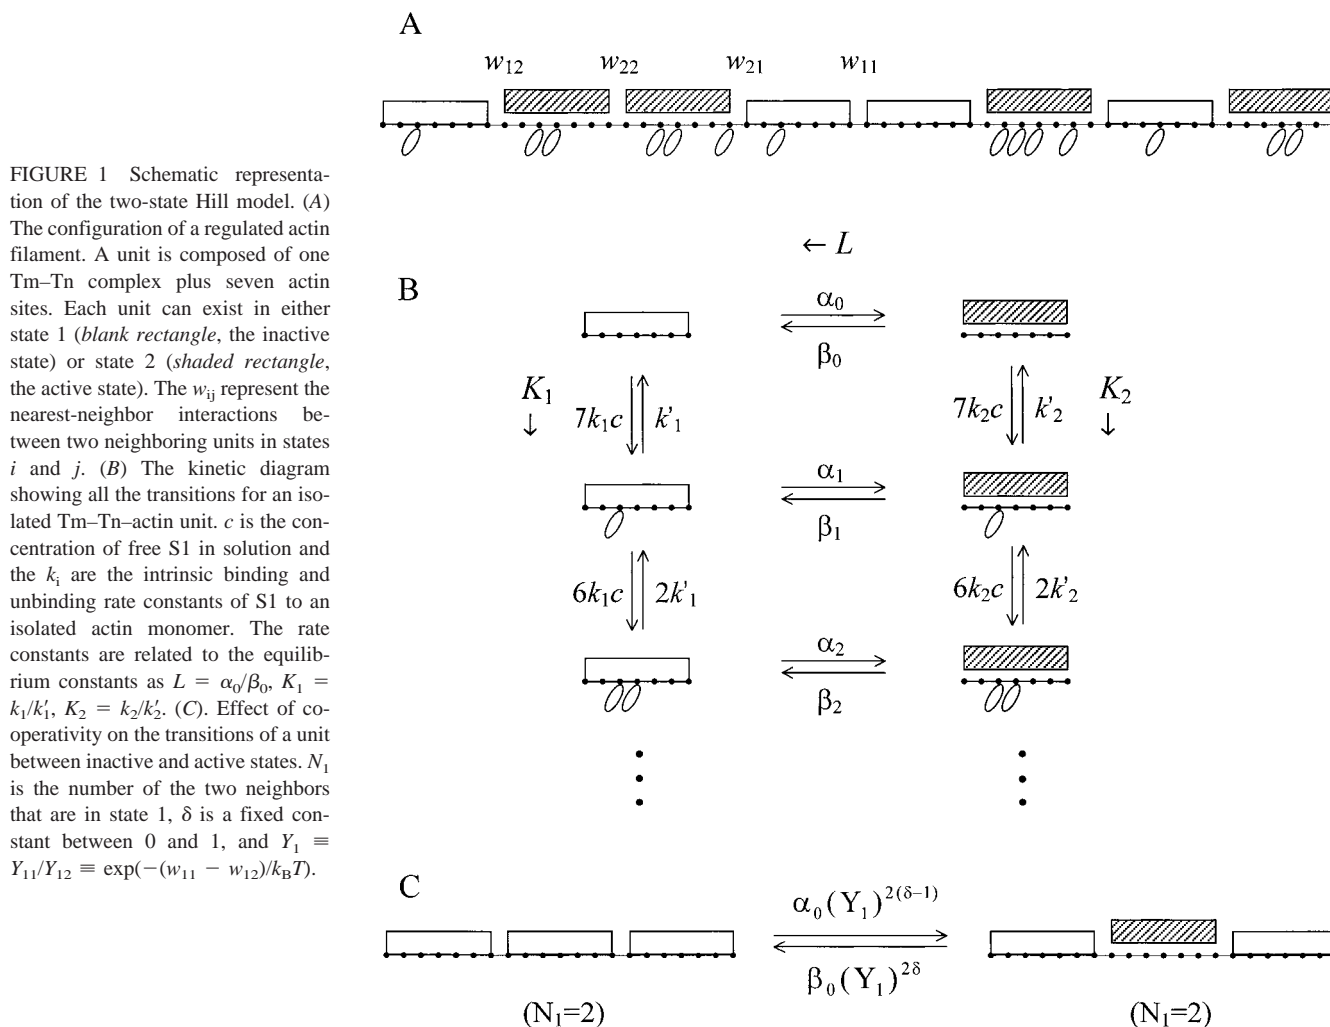 A
w12 w22 w21 w11
FIGURE 1 Schematic representa-
tion of the two-state Hill model. (A)
The configuration of a regulated actin
filament. A unit is composed of one
Tm–Tn complex plus seven actin
sites. Each unit can exist in either
state 1 (blank rectangle, the inactive
state) or state 2 (shaded rectangle,
the active state). The wij represent the
nearest-neighbor interactions be-
tween two neighboring units in states
i and j. (B) The kinetic diagram
showing all the transitions for an iso-
lated Tm–Tn–actin unit. c is the con-
centration of free S1 in solution and
the ki are the intrinsic binding and
unbinding rate constants of S1 to an
isolated actin monomer. The rate
constants are related to the equilib-
rium constants as L = α0/β0, K1 =
k1/k′1, K2 = k2/k′2. (C). Effect of co-
operativity on the transitions of a unit
between inactive and active states. N1
is the number of the two neighbors
that are in state 1, δ is a fixed con-
stant between 0 and 1, and Y1 ≡
Y11/Y12 ≡ exp(−(w11 − w12)/kBT).
← L
B
α0
β0
K1 ↓ 7k1c k'1 7k2c k'2 K2 ↓
α1
β1
6k1c 2k'1 6k2c 2k'2
α2
β2
C
α0(Y1)^2(δ−1)
β0(Y1)^2δ
(N1=2) (N1=2)